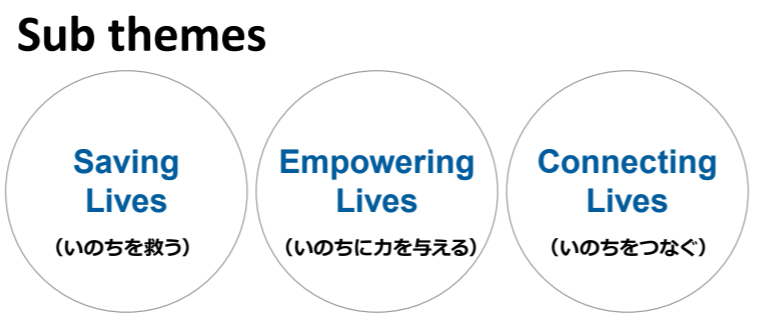 Sub themes
Saving
Lives
（いのちを救う）
Empowering
Lives
（いのちに力を与える）
Connecting
Lives
（いのちをつなぐ）